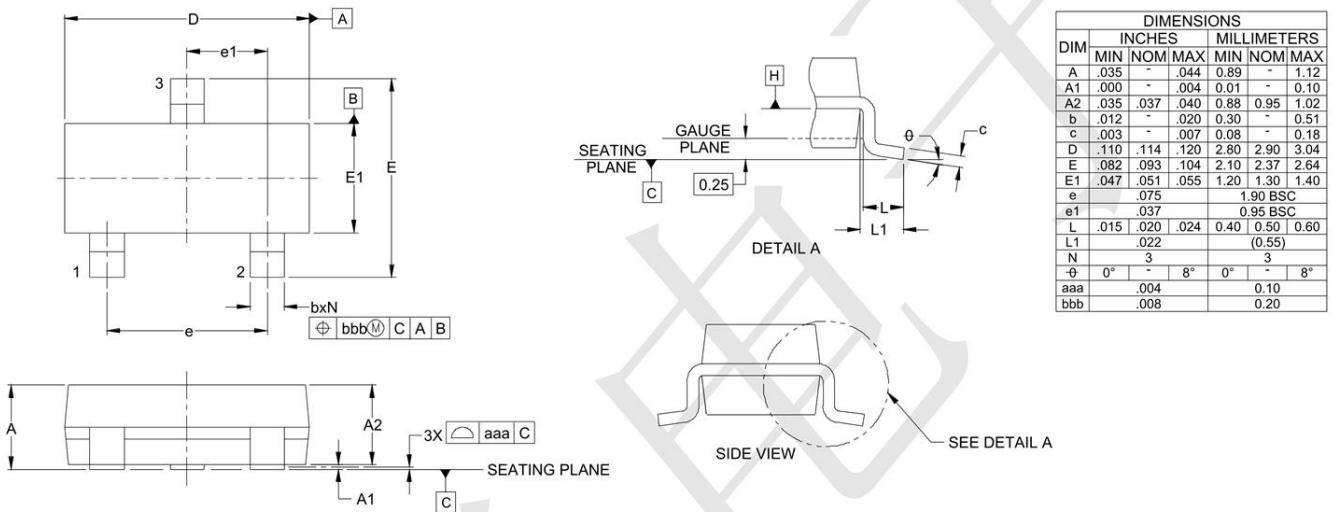 D
A
e1
3
B
E1
E
1
2
bxN
e
⌖ bbbⓂ C A B
A
A2
3X ⌓ aaa C
SEATING PLANE
A1
C
H
GAUGE
PLANE
SEATING
PLANE
C
0.25
θ
c
L
L1
DETAIL A
SIDE VIEW
SEE DETAIL A
DIMENSIONS
DIM INCHES MILLIMETERS
MIN NOM MAX MIN NOM MAX
A .035 - .044 0.89 - 1.12
A1 .000 - .004 0.01 - 0.10
A2 .035 .037 .040 0.88 0.95 1.02
b .012 - .020 0.30 - 0.51
c .003 - .007 0.08 - 0.18
D .110 .114 .120 2.80 2.90 3.04
E .082 .093 .104 2.10 2.37 2.64
E1 .047 .051 .055 1.20 1.30 1.40
e .075 1.90 BSC
e1 .037 0.95 BSC
L .015 .020 .024 0.40 0.50 0.60
L1 .022 (0.55)
N 3 3
θ 0° - 8° 0° - 8°
aaa .004 0.10
bbb .008 0.20